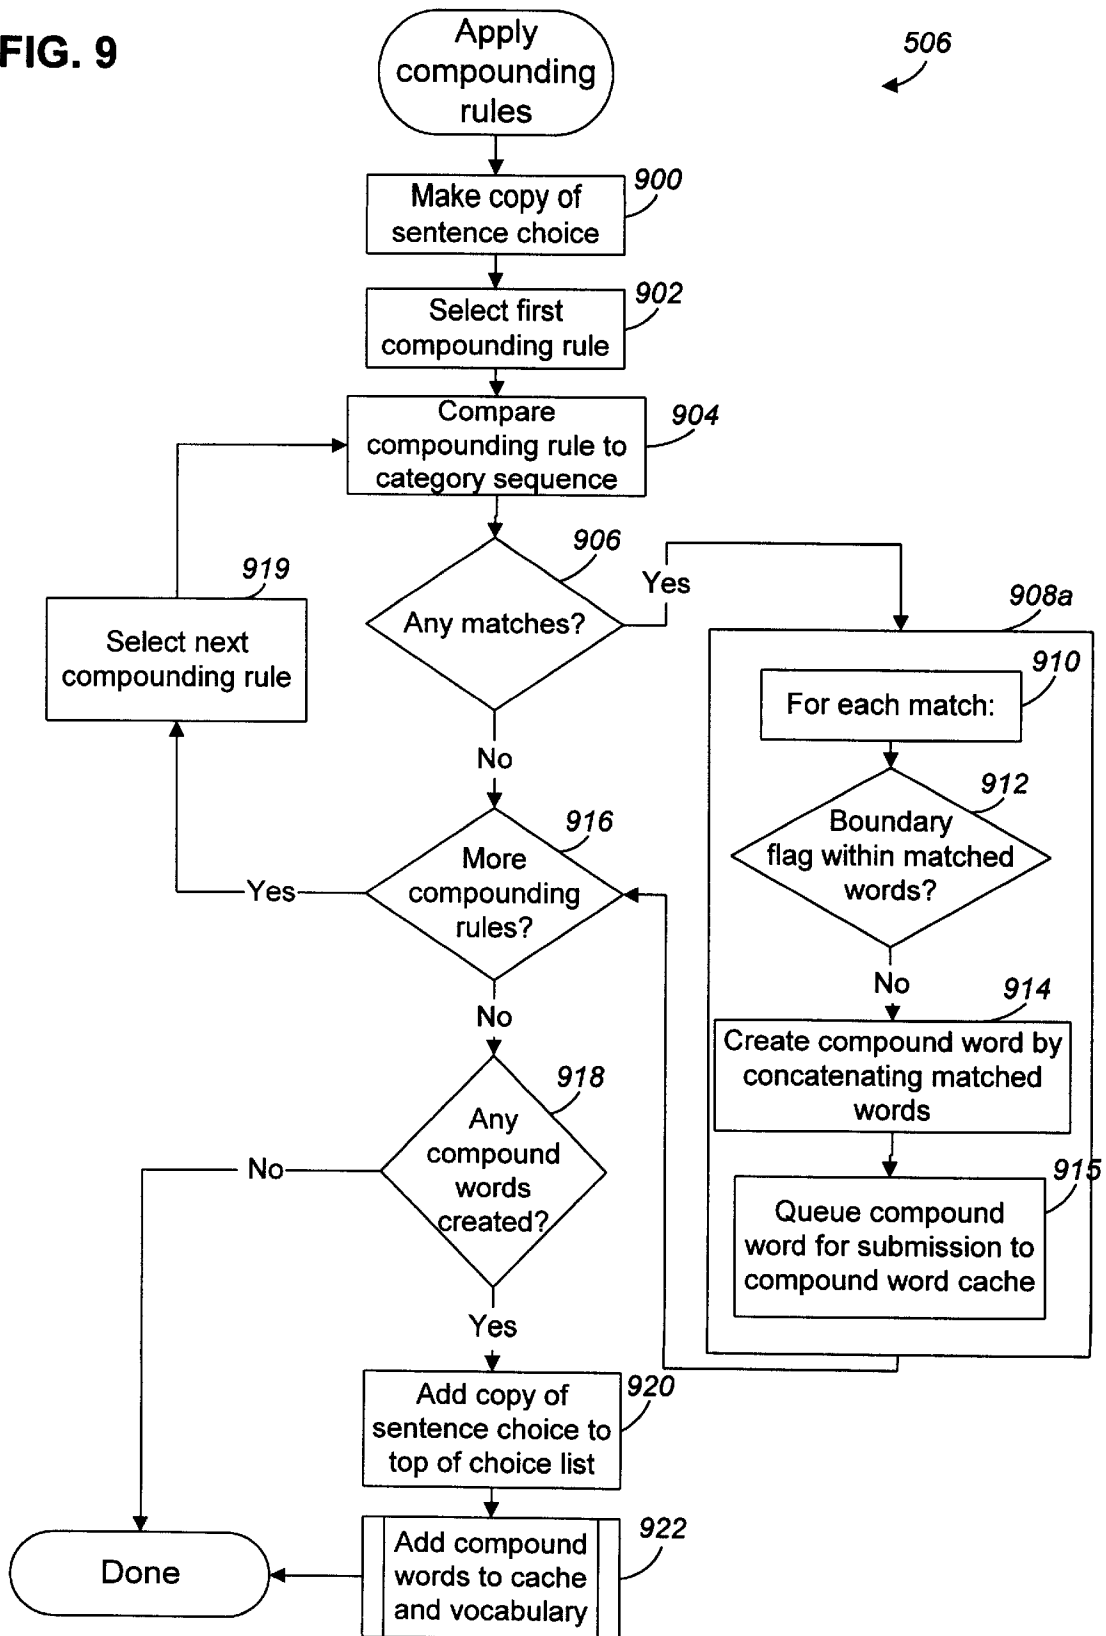 FIG. 9
506
Apply
compounding
rules
900
Make copy of
sentence choice
902
Select first
compounding rule
904
Compare
compounding rule to
category sequence
906
Any matches?
Yes
919
Select next
compounding rule
No
908a
910
For each match:
912
Boundary
flag within matched
words?
No
914
Create compound word by
concatenating matched
words
915
Queue compound
word for submission to
compound word cache
916
More
compounding
rules?
Yes
No
918
Any
compound
words
created?
No
Yes
920
Add copy of
sentence choice to
top of choice list
922
Add compound
words to cache
and vocabulary
Done